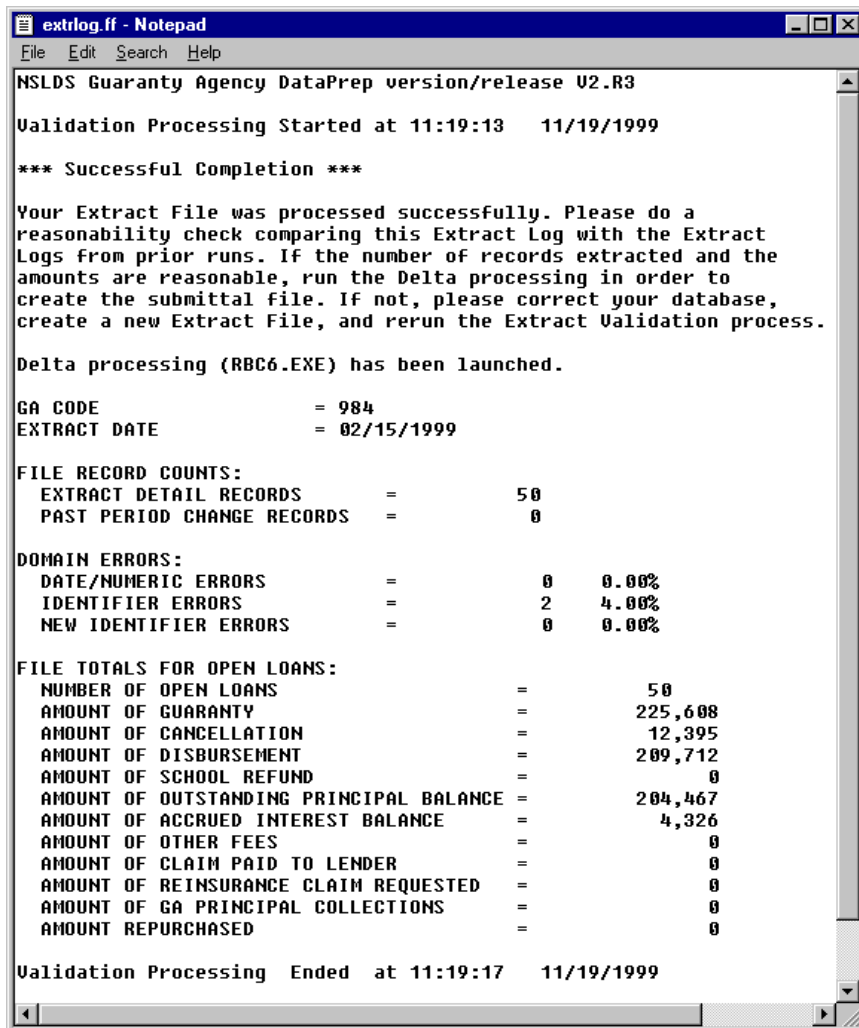 extrlog.ff - Notepad
File Edit Search Help
NSLDS Guaranty Agency DataPrep version/release V2.R3
Validation Processing Started at 11:19:13 11/19/1999
*** Successful Completion ***
Your Extract File was processed successfully. Please do a
reasonability check comparing this Extract Log with the Extract
Logs from prior runs. If the number of records extracted and the
amounts are reasonable, run the Delta processing in order to
create the submittal file. If not, please correct your database,
create a new Extract File, and rerun the Extract Validation process.
Delta processing (RBC6.EXE) has been launched.
GA CODE = 984
EXTRACT DATE = 02/15/1999
FILE RECORD COUNTS:
EXTRACT DETAIL RECORDS = 50
PAST PERIOD CHANGE RECORDS = 0
DOMAIN ERRORS:
DATE/NUMERIC ERRORS = 0 0.00%
IDENTIFIER ERRORS = 2 4.00%
NEW IDENTIFIER ERRORS = 0 0.00%
FILE TOTALS FOR OPEN LOANS:
NUMBER OF OPEN LOANS = 50
AMOUNT OF GUARANTY = 225,608
AMOUNT OF CANCELLATION = 12,395
AMOUNT OF DISBURSEMENT = 209,712
AMOUNT OF SCHOOL REFUND = 0
AMOUNT OF OUTSTANDING PRINCIPAL BALANCE = 204,467
AMOUNT OF ACCRUED INTEREST BALANCE = 4,326
AMOUNT OF OTHER FEES = 0
AMOUNT OF CLAIM PAID TO LENDER = 0
AMOUNT OF REINSURANCE CLAIM REQUESTED = 0
AMOUNT OF GA PRINCIPAL COLLECTIONS = 0
AMOUNT REPURCHASED = 0
Validation Processing Ended at 11:19:17 11/19/1999